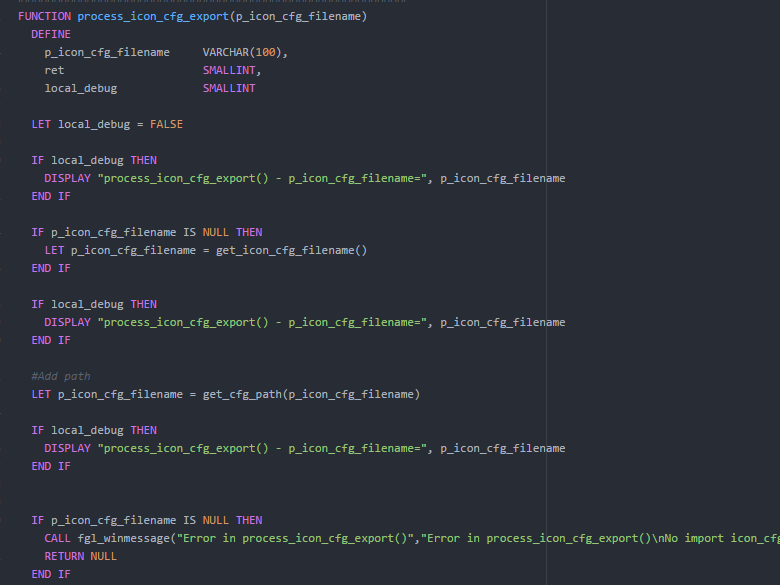 FUNCTION process_icon_cfg_export(p_icon_cfg_filename)
DEFINE
p_icon_cfg_filename VARCHAR(100),
ret SMALLINT,
local_debug SMALLINT
LET local_debug = FALSE
IF local_debug THEN
DISPLAY "process_icon_cfg_export() - p_icon_cfg_filename=", p_icon_cfg_filename
END IF
IF p_icon_cfg_filename IS NULL THEN
LET p_icon_cfg_filename = get_icon_cfg_filename()
END IF
IF local_debug THEN
DISPLAY "process_icon_cfg_export() - p_icon_cfg_filename=", p_icon_cfg_filename
END IF
#Add path
LET p_icon_cfg_filename = get_cfg_path(p_icon_cfg_filename)
IF local_debug THEN
DISPLAY "process_icon_cfg_export() - p_icon_cfg_filename=", p_icon_cfg_filename
END IF
IF p_icon_cfg_filename IS NULL THEN
CALL fgl_winmessage("Error in process_icon_cfg_export()","Error in process_icon_cfg_export()\nNo import icon_cfg
RETURN NULL
END IF